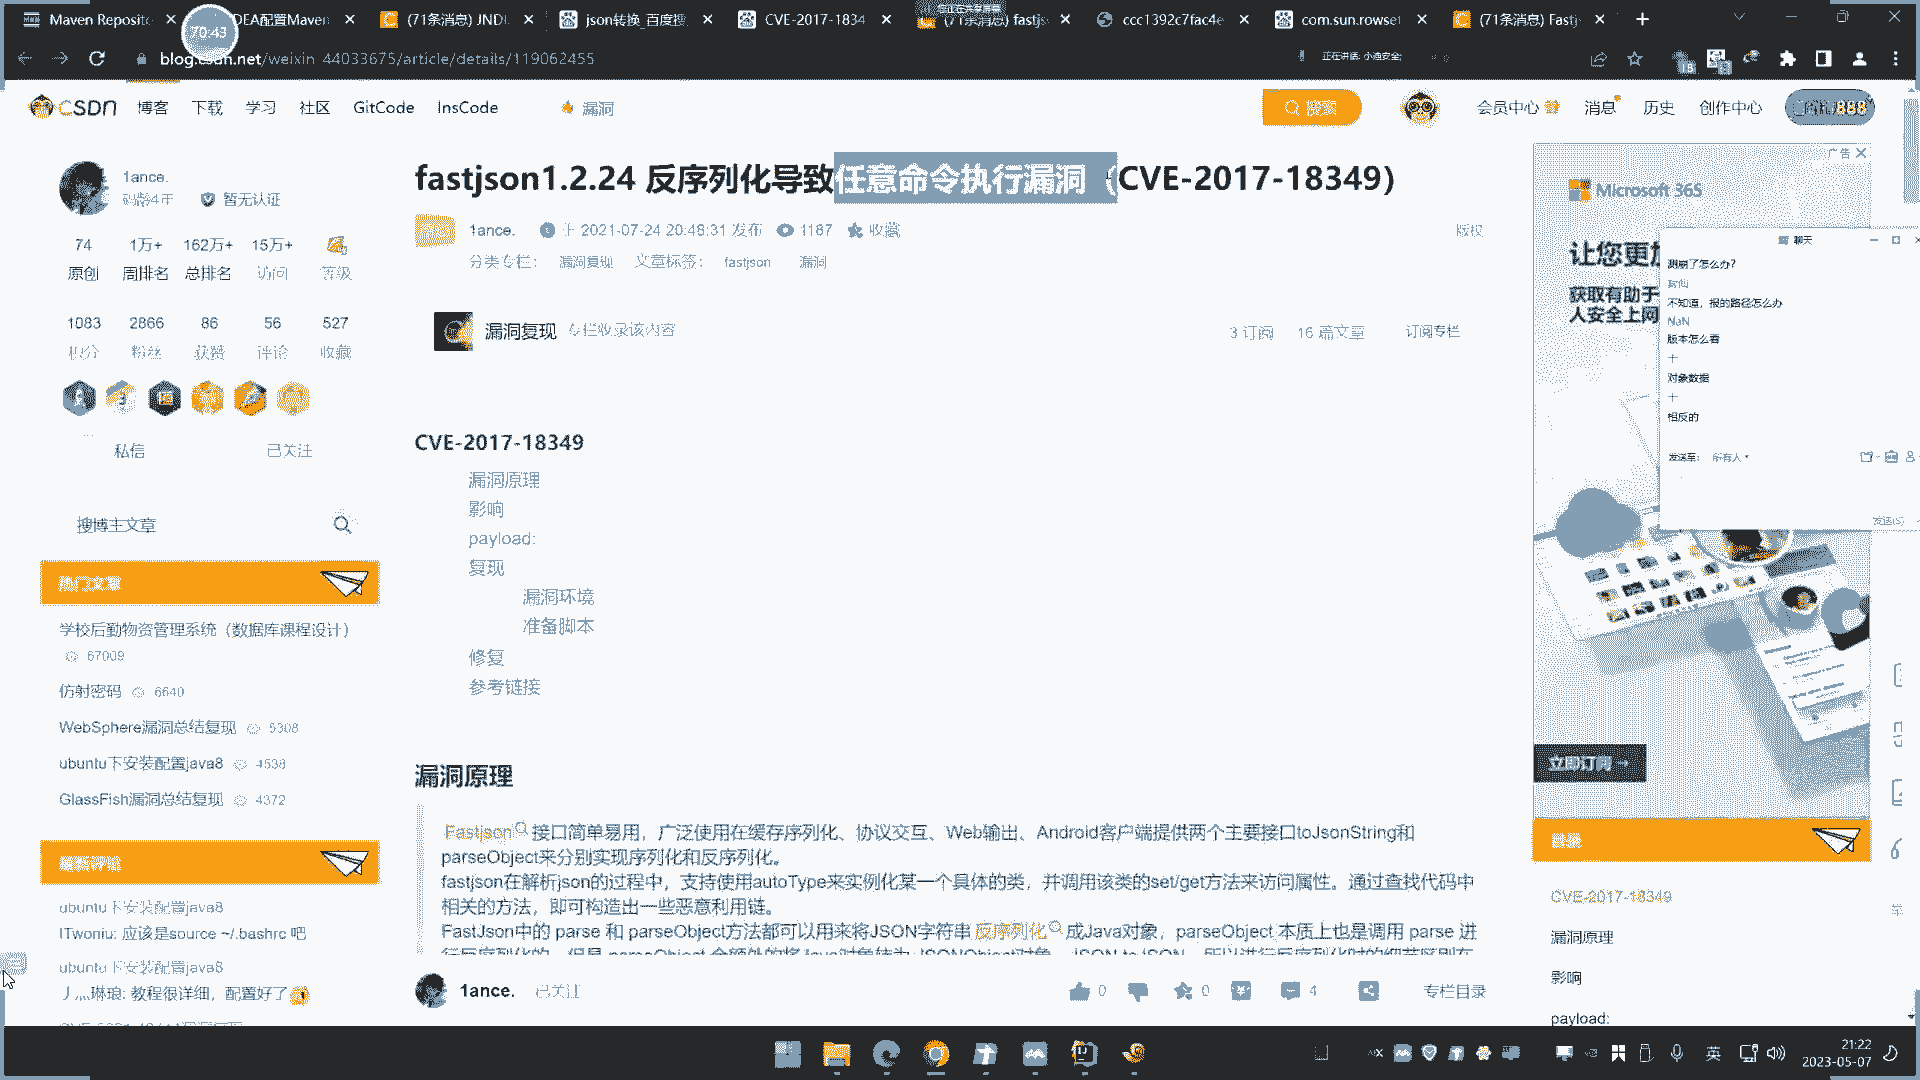 Maven Reposito
DEA配置Maven
(71条消息) JNDI
json转换_百度搜
CVE-2017-1834
(71条消息) fastjs
ccc1392c7fac4e
com.sun.rowset
(71条消息) Fastj
70:43
blog.csdn.net/weixin_44033675/article/details/119062455
正在讲话: 小迪安全;
CSDN 博客 下载 学习 社区 GitCode InsCode 漏洞 搜索 会员中心 消息 历史 创作中心
广告
1ance.
码龄4年 暂无认证
74 1万+ 162万+ 15万+
原创 周排名 总排名 访问 等级
1083 2866 86 56 527
积分 粉丝 获赞 评论 收藏
私信 已关注
搜博主文章
热门文章
学校后勤物资管理系统（数据库课程设计）
67009
仿射密码 6640
WebSphere漏洞总结复现 5308
ubuntu下安装配置java8 4538
GlassFish漏洞总结复现 4372
最新评论
ubuntu下安装配置java8
ITwoniu: 应该是source ~/.bashrc 吧
ubuntu下安装配置java8
灬琳琅: 教程很详细，配置好了
fastjson1.2.24 反序列化导致任意命令执行漏洞（CVE-2017-18349）
1ance. 于 2021-07-24 20:48:31 发布 1187 收藏
版权
分类专栏： 漏洞复现 文章标签： fastjson 漏洞
漏洞复现 专栏收录该内容
3 订阅 16 篇文章 订阅专栏
CVE-2017-18349
漏洞原理
影响
payload:
复现
漏洞环境
准备脚本
修复
参考链接
漏洞原理
Fastjson 接口简单易用，广泛使用在缓存序列化、协议交互、Web输出、Android客户端提供两个主要接口toJsonString和
parseObject来分别实现序列化和反序列化。
fastjson在解析json的过程中，支持使用autoType来实例化某一个具体的类，并调用该类的set/get方法来访问属性。通过查找代码中
相关的方法，即可构造出一些恶意利用链。
FastJson中的 parse 和 parseObject方法都可以用来将JSON字符串 反序列化 成Java对象，parseObject 本质上也是调用 parse 进
1ance. 已关注
0 0 4 专栏目录
Microsoft 365
让您更加
获取有助于
人安全上网
立即订阅→
聊天
测崩了怎么办?
不知道，报的路径怎么办
NaN
版本怎么看
十
对象数据
十
相反的
发送至: 所有人
发送(S)
目录
CVE-2017-18349
漏洞原理
影响
payload:
英
21:22
2023-05-07